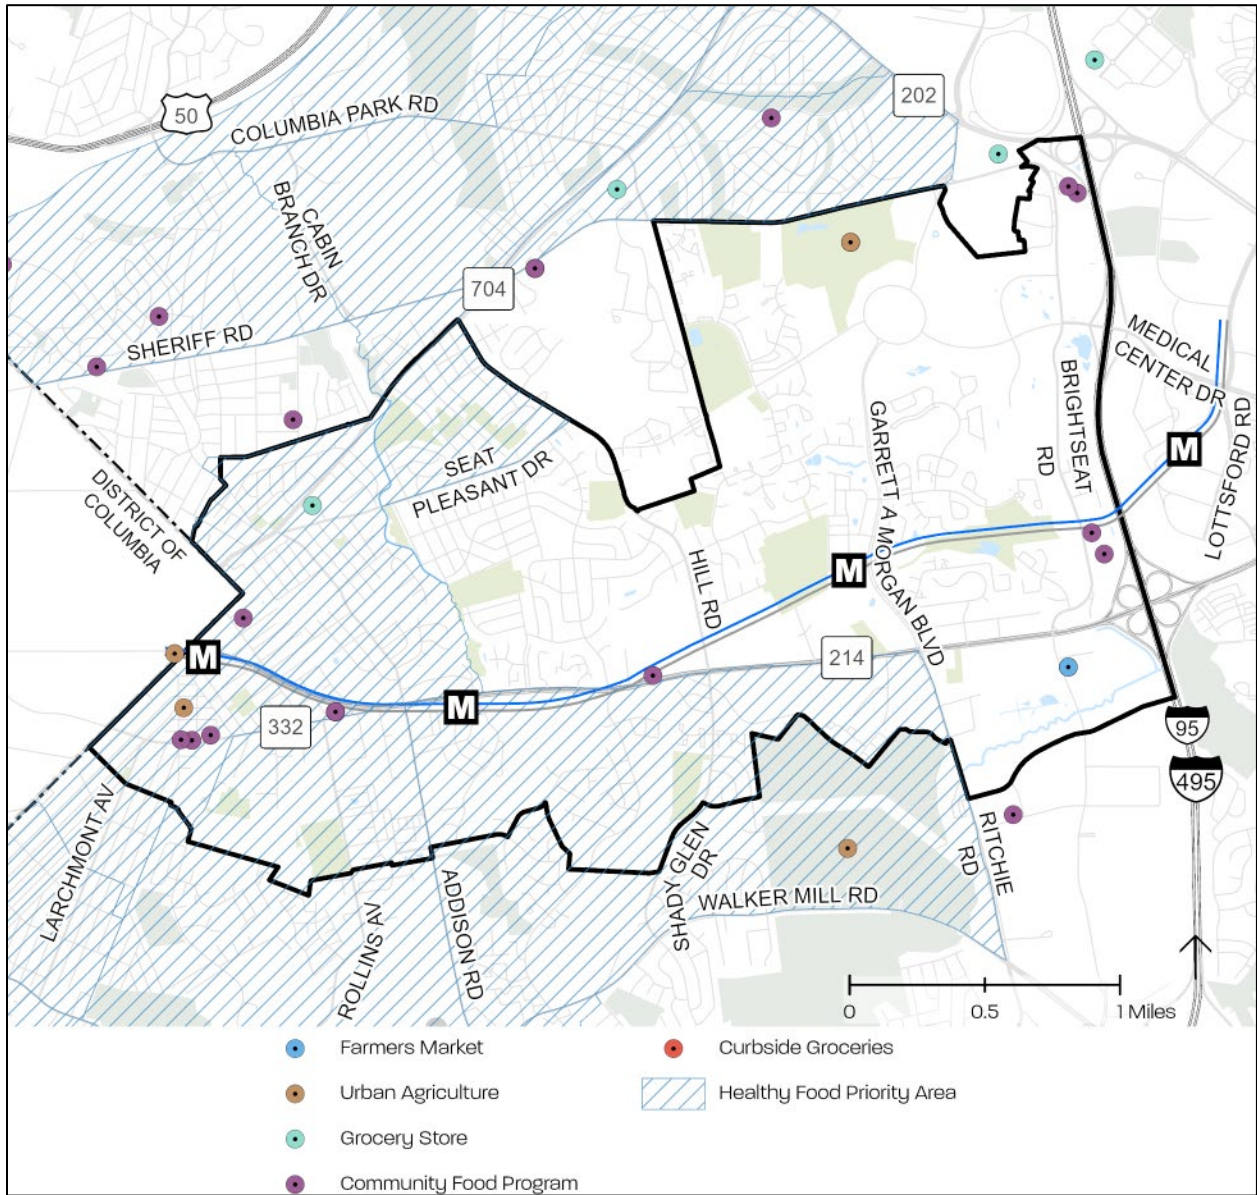 50
COLUMBIA PARK RD
202
CABIN
BRANCH DR
704
SHERIFF RD
MEDICAL
CENTER DR
BRIGHTSEAT
RD
GARRETT A MORGAN BLVD
LOTTSFORD RD
SEAT
PLEASANT DR
M
DISTRICT OF
COLUMBIA
HILL RD
M
M
214
M
332
95
495
LARCHMONT AV
ROLLINS AV
ADDISON RD
SHADY GLEN
DR
WALKER MILL RD
RITCHIE
RD
0 0.5 1 Miles
Farmers Market
Curbside Groceries
Urban Agriculture
Healthy Food Priority Area
Grocery Store
Community Food Program